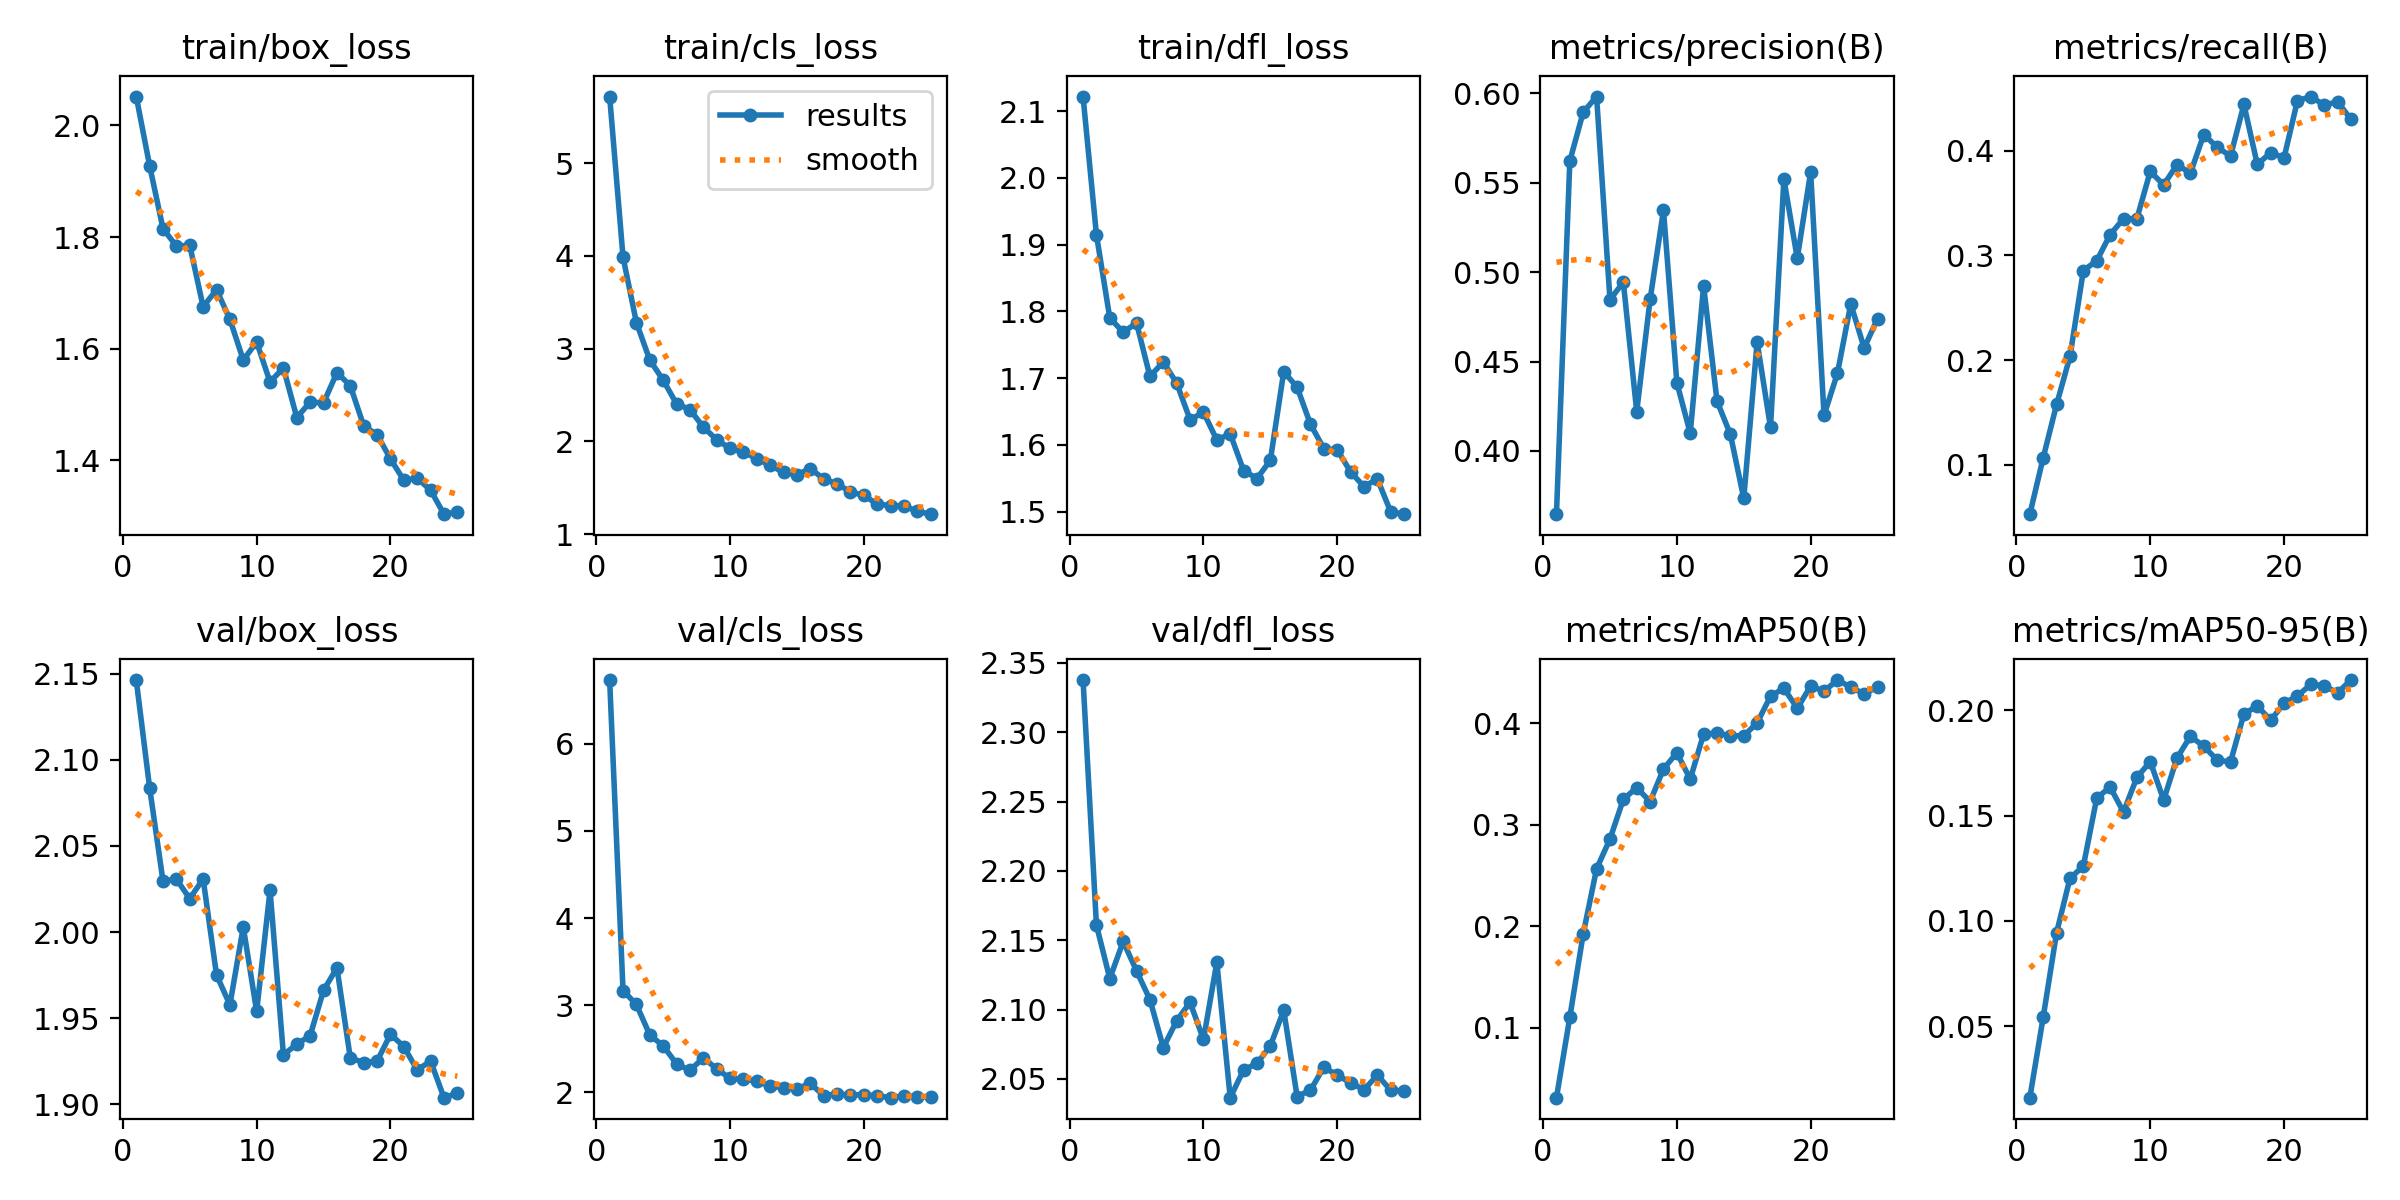 train/box_loss
2.0
1.8
1.6
1.4
0 10 20
train/cls_loss
results
smooth
5
4
3
2
1
0 10 20
train/dfl_loss
2.1
2.0
1.9
1.8
1.7
1.6
1.5
0 10 20
metrics/precision(B)
0.60
0.55
0.50
0.45
0.40
0 10 20
metrics/recall(B)
0.4
0.3
0.2
0.1
0 10 20
val/box_loss
2.15
2.10
2.05
2.00
1.95
1.90
0 10 20
val/cls_loss
6
5
4
3
2
0 10 20
val/dfl_loss
2.35
2.30
2.25
2.20
2.15
2.10
2.05
0 10 20
metrics/mAP50(B)
0.4
0.3
0.2
0.1
0 10 20
metrics/mAP50-95(B)
0.20
0.15
0.10
0.05
0 10 20